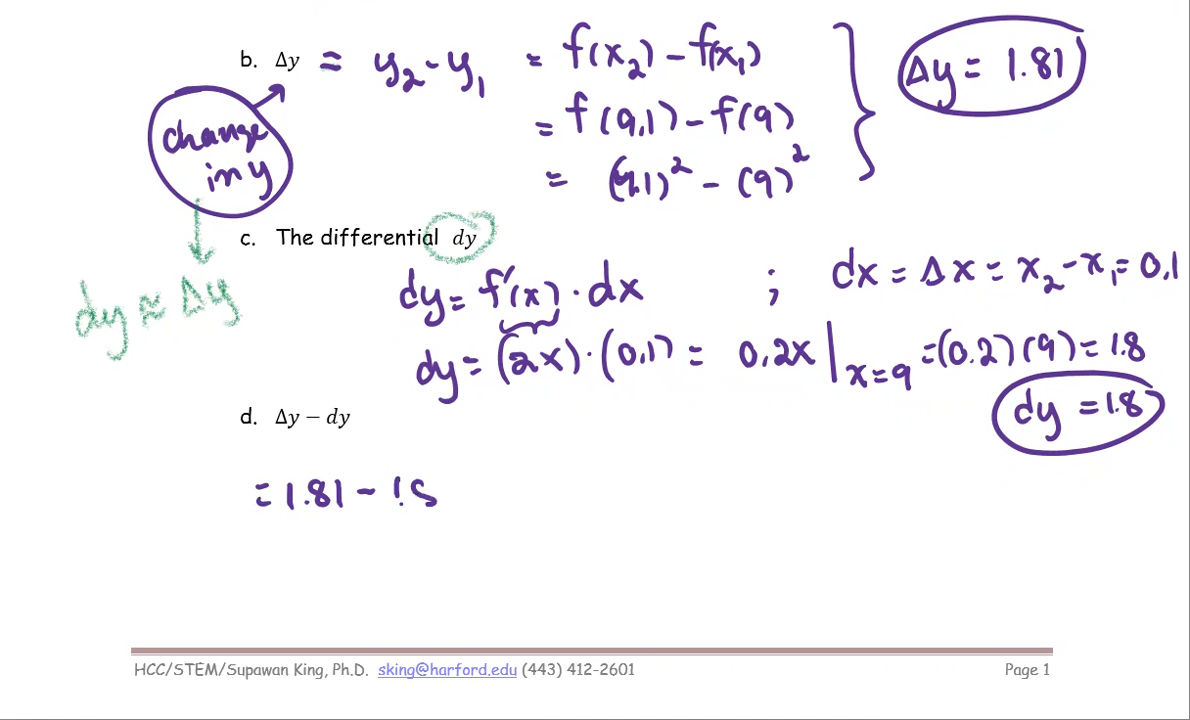 b. Δy = y₂ - y₁ = f(x₂) - f(x₁)
Δy = 1.81
= f(9.1) - f(9)
= (9.1)² - (9)²
change
in y
c. The differential dy
dy ≈ Δy
dy = f'(x) · dx ; dx = Δx = x₂ - x₁ = 0.1
dy = (2x) · (0.1) = 0.2x |ₓ₌₉ = (0.2)(9) = 1.8
dy = 1.8
d. Δy − dy
= 1.81 -
HCC/STEM/Supawan King, Ph.D. sking@harford.edu (443) 412-2601 Page 1